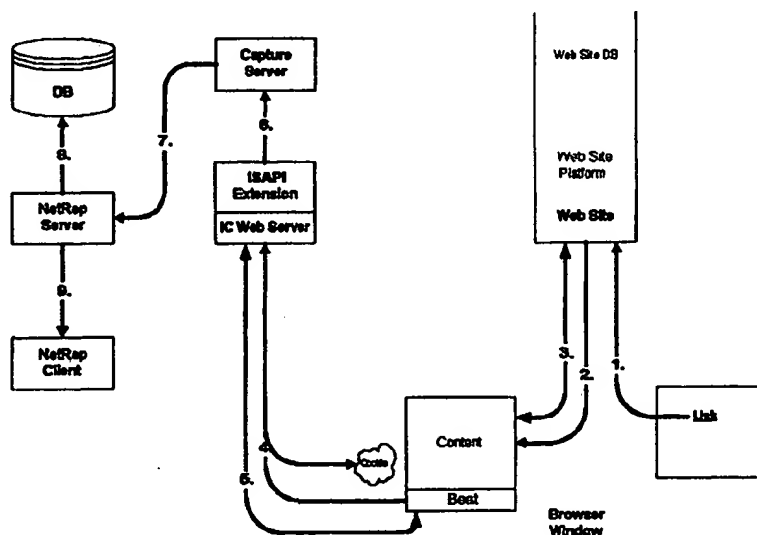 Capture
Server
Web Site DB
DB
7.
6.
8.
ISAPI
Extension
Web Site
Platform
NetRep
Server
IC Web Server
Web Site
9.
3.
2.
1.
NetRep
Client
Link
Content
4.
Cookie
5.
Beat
Browser
Window